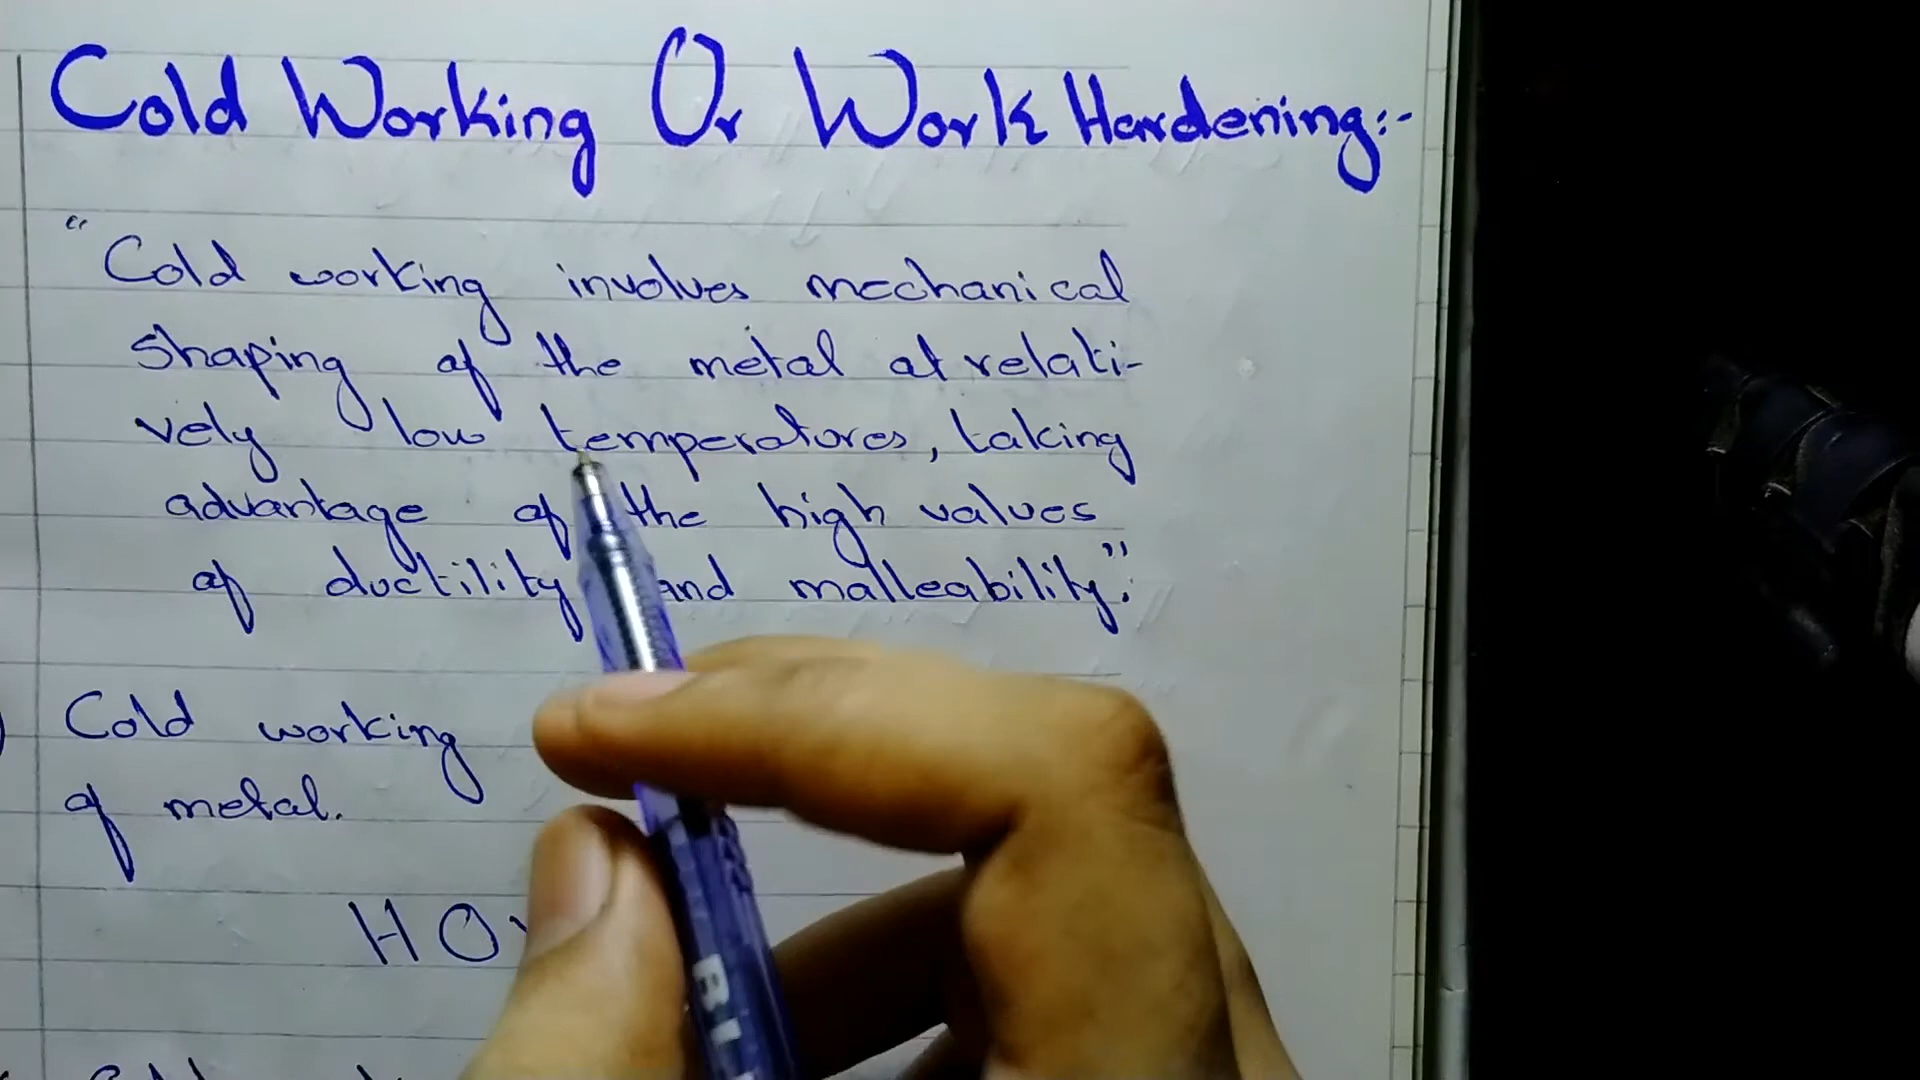 Cold Working Or Work Hardening:-
"Cold working involves mechanical
shaping of the metal at relati-
vely low temperatures, taking
advantage of the high values
of ductility and malleability".
Cold working
of metal.